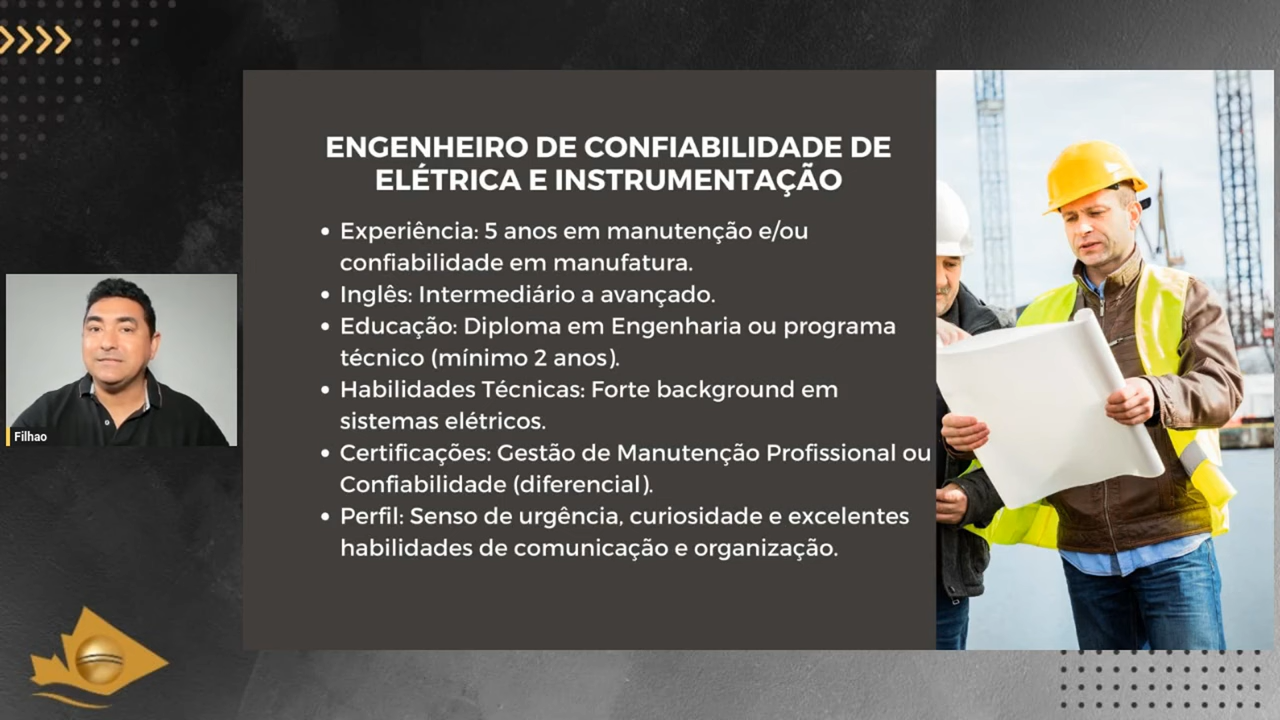 ENGENHEIRO DE CONFIABILIDADE DE
ELÉTRICA E INSTRUMENTAÇÃO
• Experiência: 5 anos em manutenção e/ou
confiabilidade em manufatura.
• Inglês: Intermediário a avançado.
• Educação: Diploma em Engenharia ou programa
técnico (mínimo 2 anos).
• Habilidades Técnicas: Forte background em
sistemas elétricos.
• Certificações: Gestão de Manutenção Profissional ou
Confiabilidade (diferencial).
• Perfil: Senso de urgência, curiosidade e excelentes
habilidades de comunicação e organização.
Filhao